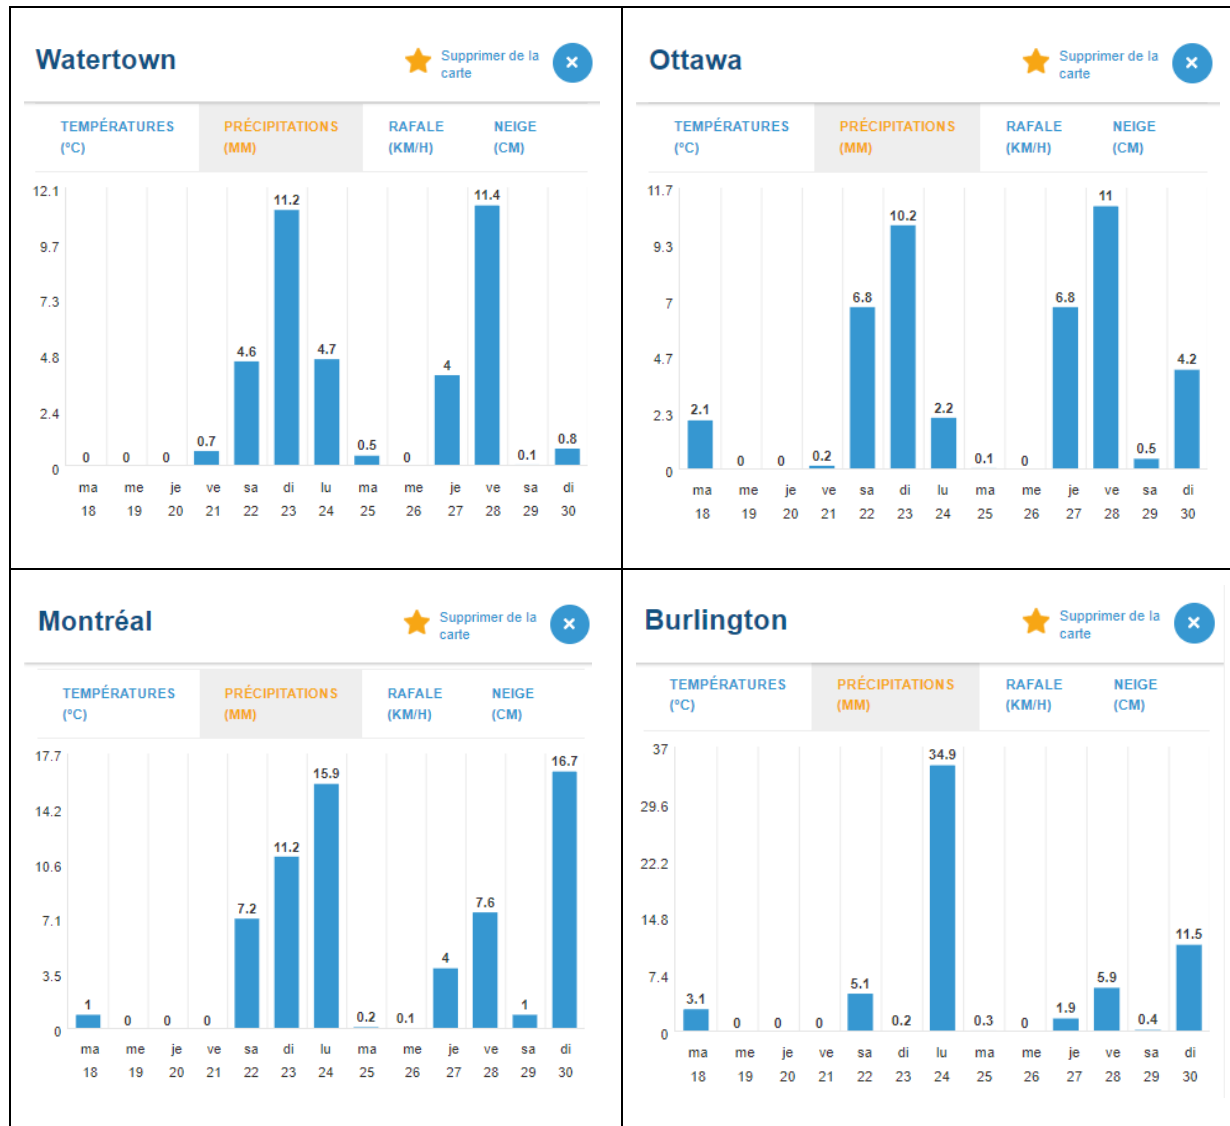 Watertown
Supprimer de la
carte
TEMPÉRATURES
(°C)
PRÉCIPITATIONS
(MM)
RAFALE
(KM/H)
NEIGE
(CM)
12.1
9.7
7.3
4.8
2.4
0
0 0 0 0.7 4.6 11.2 4.7 0.5 0 4 11.4 0.1 0.8
ma me je ve sa di lu ma me je ve sa di
18 19 20 21 22 23 24 25 26 27 28 29 30
Ottawa
Supprimer de la
carte
TEMPÉRATURES
(°C)
PRÉCIPITATIONS
(MM)
RAFALE
(KM/H)
NEIGE
(CM)
11.7
9.3
7
4.7
2.3
0
2.1 0 0 0.2 6.8 10.2 2.2 0.1 0 6.8 11 0.5 4.2
ma me je ve sa di lu ma me je ve sa di
18 19 20 21 22 23 24 25 26 27 28 29 30
Montréal
Supprimer de la
carte
TEMPÉRATURES
(°C)
PRÉCIPITATIONS
(MM)
RAFALE
(KM/H)
NEIGE
(CM)
17.7
14.2
10.6
7.1
3.5
0
1 0 0 0 7.2 11.2 15.9 0.2 0.1 4 7.6 1 16.7
ma me je ve sa di lu ma me je ve sa di
18 19 20 21 22 23 24 25 26 27 28 29 30
Burlington
Supprimer de la
carte
TEMPÉRATURES
(°C)
PRÉCIPITATIONS
(MM)
RAFALE
(KM/H)
NEIGE
(CM)
37
29.6
22.2
14.8
7.4
0
3.1 0 0 0 5.1 0.2 34.9 0.3 0 1.9 5.9 0.4 11.5
ma me je ve sa di lu ma me je ve sa di
18 19 20 21 22 23 24 25 26 27 28 29 30